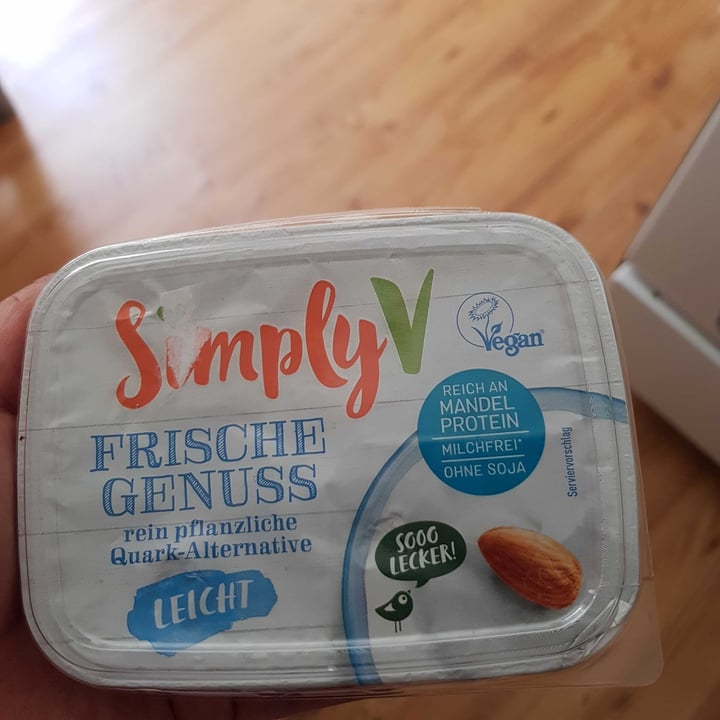 SimplyV
Vegan
FRISCHE
GENUSS
rein pflanzliche
Quark-Alternative
LEICHT
REICH AN
MANDEL
PROTEIN
MILCHFREI*
OHNE SOJA
Serviervorschlag
SOOO
LECKER!